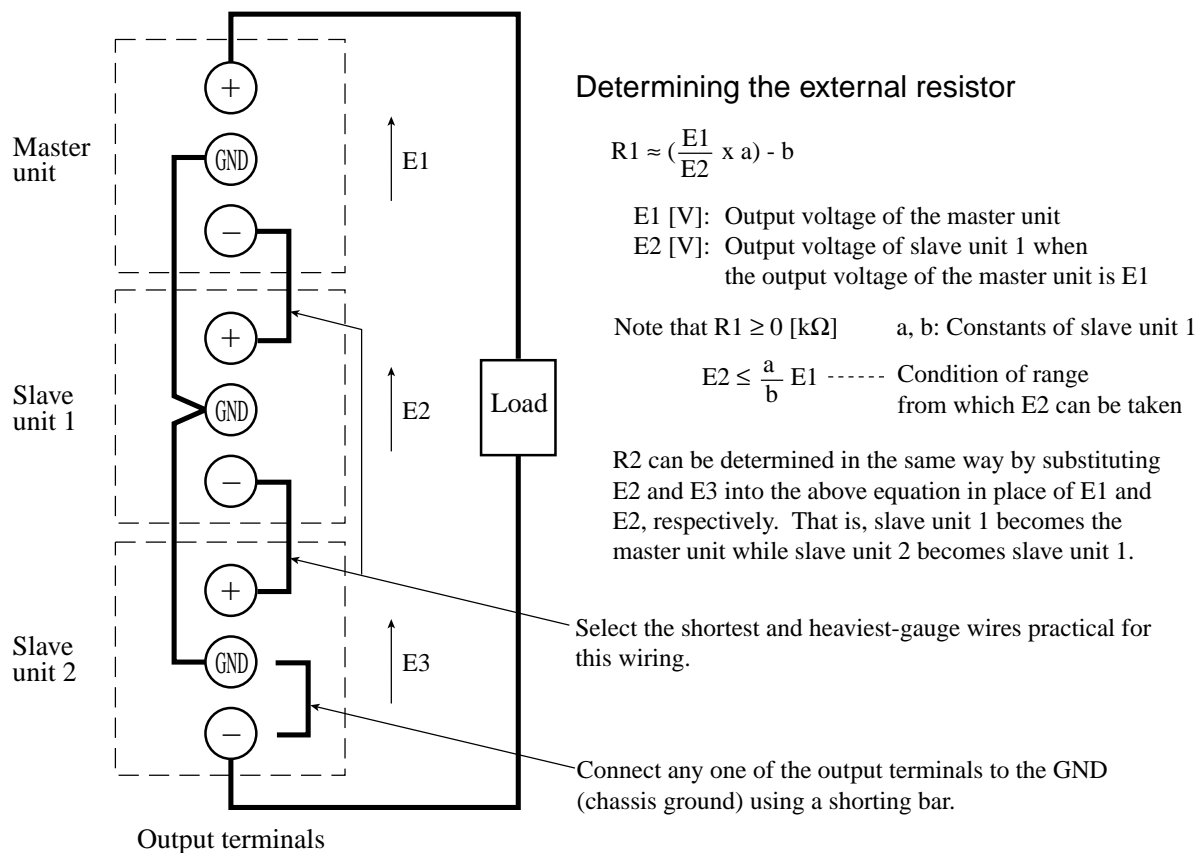 +
Master
unit
GND
E1
−
+
Slave
unit 1
GND
E2
−
+
Slave
unit 2
GND
E3
−
Load
Output terminals
Determining the external resistor
R1 ≈ (E1/E2 x a) - b
E1 [V]: Output voltage of the master unit
E2 [V]: Output voltage of slave unit 1 when
the output voltage of the master unit is E1
Note that R1 ≥ 0 [kΩ] a, b: Constants of slave unit 1
E2 ≤ a/b E1 ------ Condition of range
from which E2 can be taken
R2 can be determined in the same way by substituting
E2 and E3 into the above equation in place of E1 and
E2, respectively. That is, slave unit 1 becomes the
master unit while slave unit 2 becomes slave unit 1.
Select the shortest and heaviest-gauge wires practical for
this wiring.
Connect any one of the output terminals to the GND
(chassis ground) using a shorting bar.